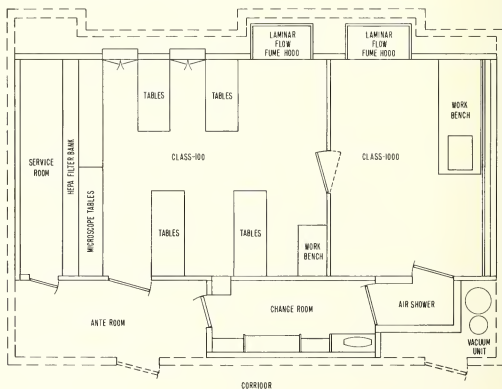 LAMINAR
FLOW
FUME HOOD
LAMINAR
FLOW
FUME HOOD
TABLES
TABLES
WORK
BENCH
SERVICE
ROOM
HEPA FILTER BANK
MICROSCOPE TABLES
CLASS-100
CLASS-1000
TABLES
TABLES
WORK
BENCH
ANTE ROOM
CHANGE ROOM
AIR SHOWER
VACUUM
UNIT
CORRIDOR